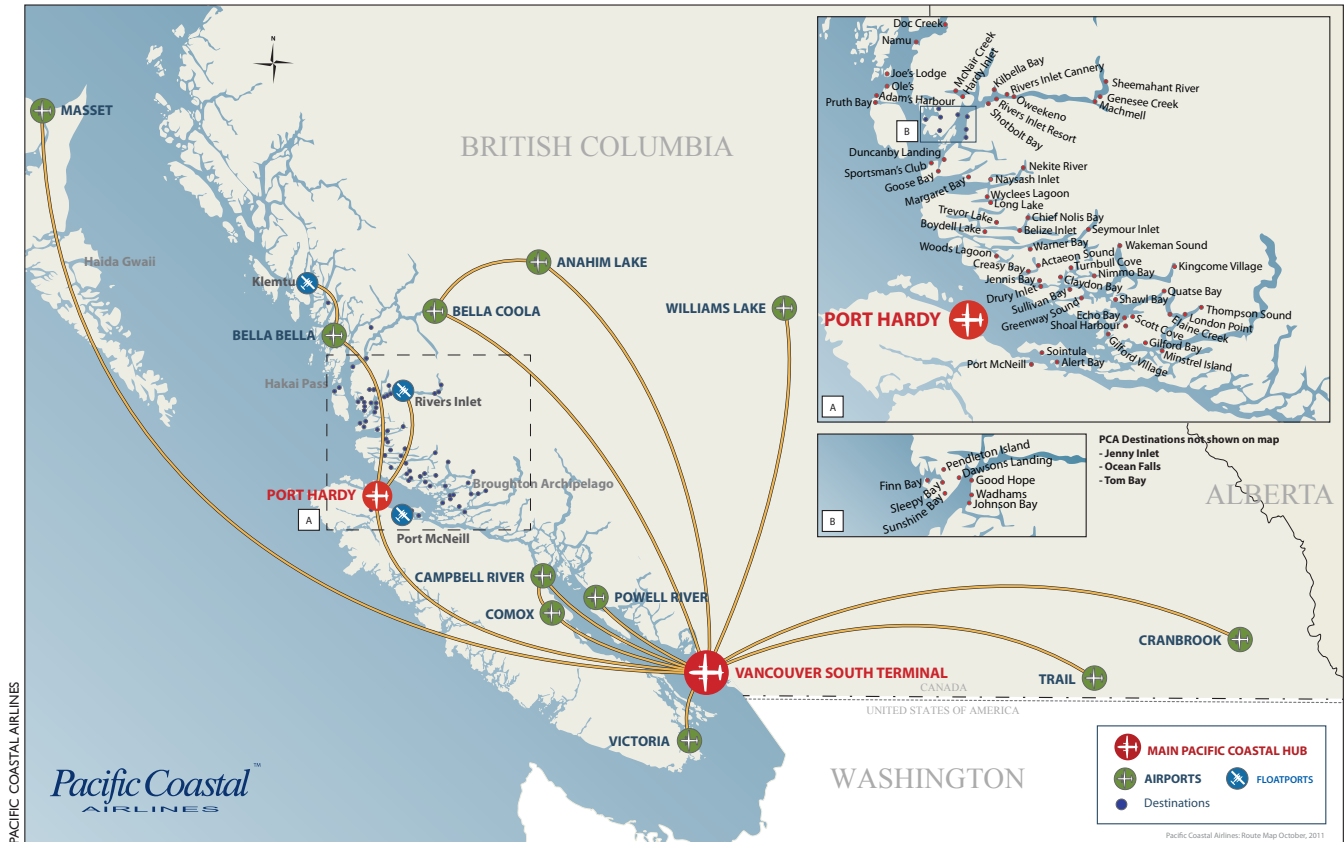 N
MASSET
BRITISH COLUMBIA
Haida Gwaii
Klemtu
ANAHIM LAKE
BELLA COOLA
WILLIAMS LAKE
BELLA BELLA
Hakai Pass
Rivers Inlet
PORT HARDY
Broughton Archipelago
A
Port McNeill
CAMPBELL RIVER
POWELL RIVER
COMOX
VANCOUVER SOUTH TERMINAL
CRANBROOK
TRAIL
CANADA
UNITED STATES OF AMERICA
VICTORIA
WASHINGTON
ALBERTA
Doc Creek
Namu
McNair Creek
Hardy Inlet
Joe's Lodge
Ole's
Adam's Harbour
Pruth Bay
Kilbella Bay
Rivers Inlet Cannery
Oweekeno
Rivers Inlet Resort
Shotbolt Bay
Sheemahant River
Genesee Creek
Machmell
B
Duncanby Landing
Sportsman's Club
Goose Bay
Margaret Bay
Nekite River
Naysash Inlet
Wyclees Lagoon
Long Lake
Trevor Lake
Boydell Lake
Chief Nolis Bay
Belize Inlet
Seymour Inlet
Woods Lagoon
Warner Bay
Wakeman Sound
Creasy Bay
Actaeon Sound
Turnbull Cove
Kingcome Village
Jennis Bay
Nimmo Bay
Drury Inlet
Claydon Bay
Sullivan Bay
Greenway Sound
Shawl Bay
Quatse Bay
Thompson Sound
London Point
Elaine Creek
Echo Bay
Scott Cove
Shoal Harbour
Gilford Bay
Gilford Village
Minstrel Island
PORT HARDY
Sointula
Port McNeill
Alert Bay
A
Pendleton Island
Dawsons Landing
Finn Bay
Good Hope
Sleepy Bay
Wadhams
Sunshine Bay
Johnson Bay
B
PCA Destinations not shown on map
- Jenny Inlet
- Ocean Falls
- Tom Bay
MAIN PACIFIC COASTAL HUB
AIRPORTS
FLOATPORTS
Destinations
Pacific Coastal Airlines: Route Map October, 2011
PACIFIC COASTAL AIRLINES
Pacific Coastal™
AIRLINES